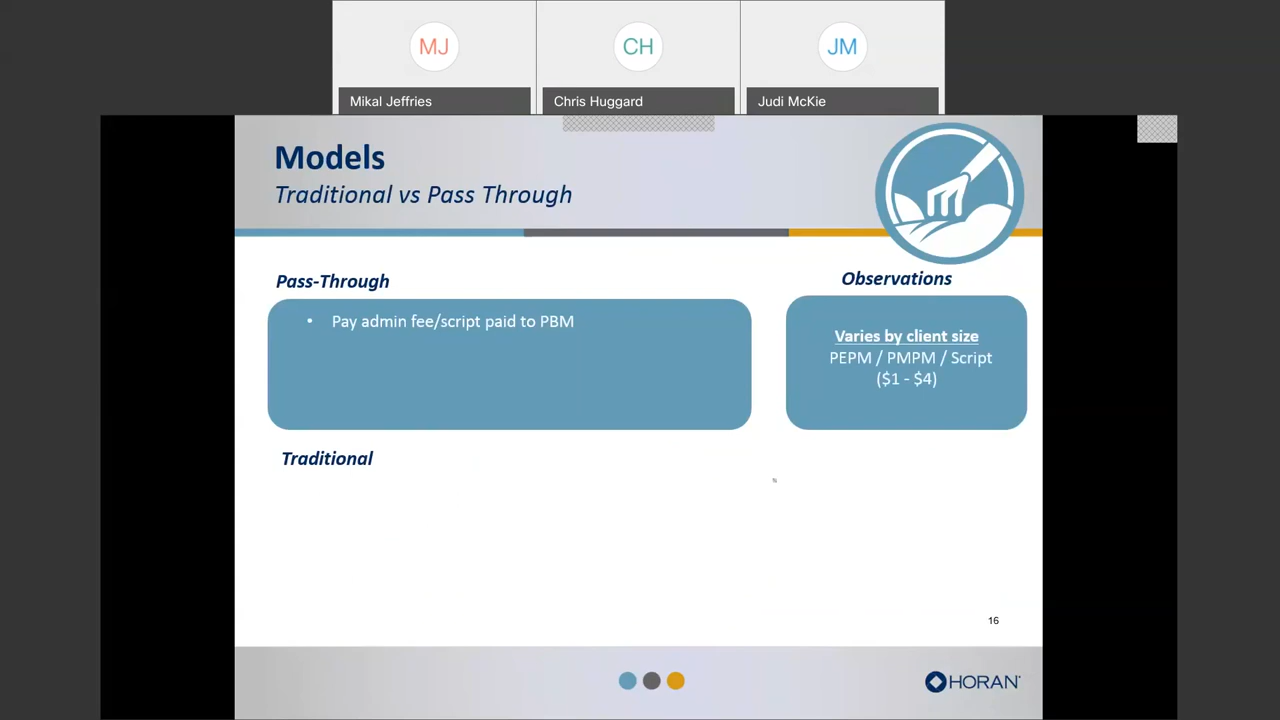 MJ
CH
JM
Mikal Jeffries
Chris Huggard
Judi McKie
Models
Traditional vs Pass Through
Pass-Through
• Pay admin fee/script paid to PBM
Observations
Varies by client size
PEPM / PMPM / Script
($1 - $4)
Traditional
16
HORAN